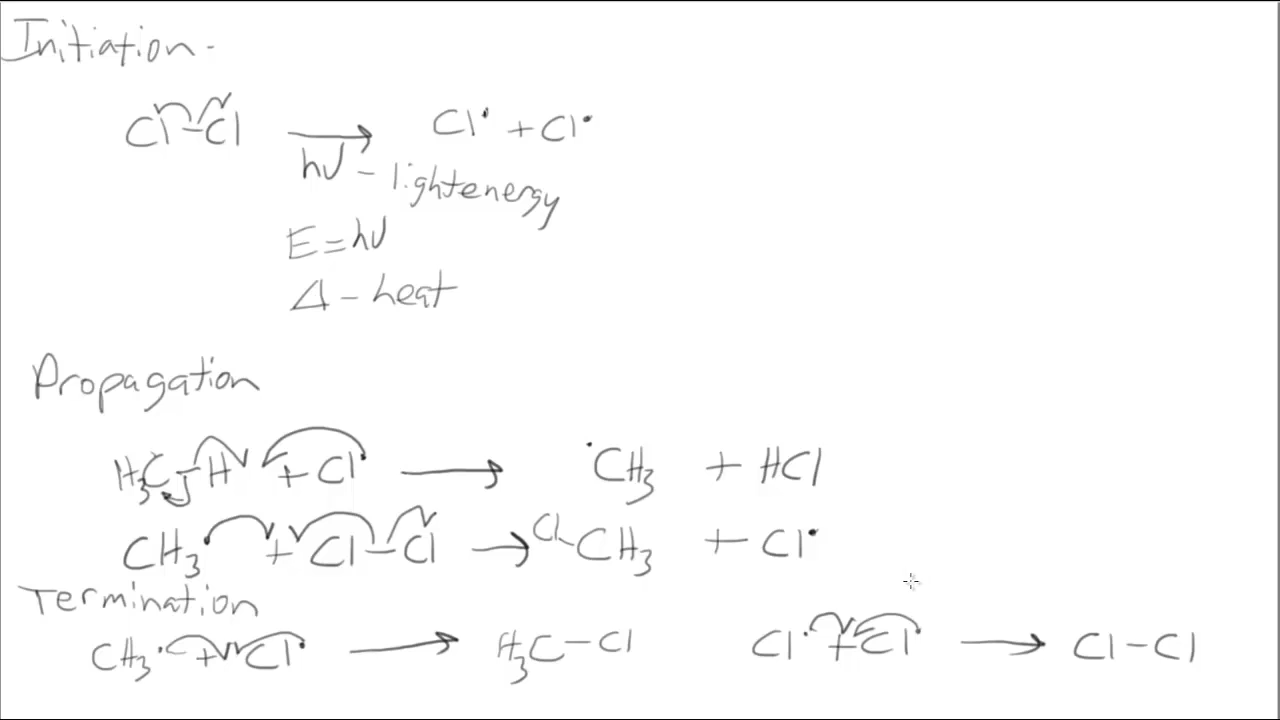 Initiation -
Cl-Cl → Cl• + Cl•
hν - light energy
E = hν
Δ - heat
Propagation
H₃C-H + Cl• → •CH₃ + HCl
CH₃• + Cl-Cl → Cl-CH₃ + Cl•
Termination
CH₃• + Cl• → H₃C-Cl Cl• + Cl• → Cl-Cl